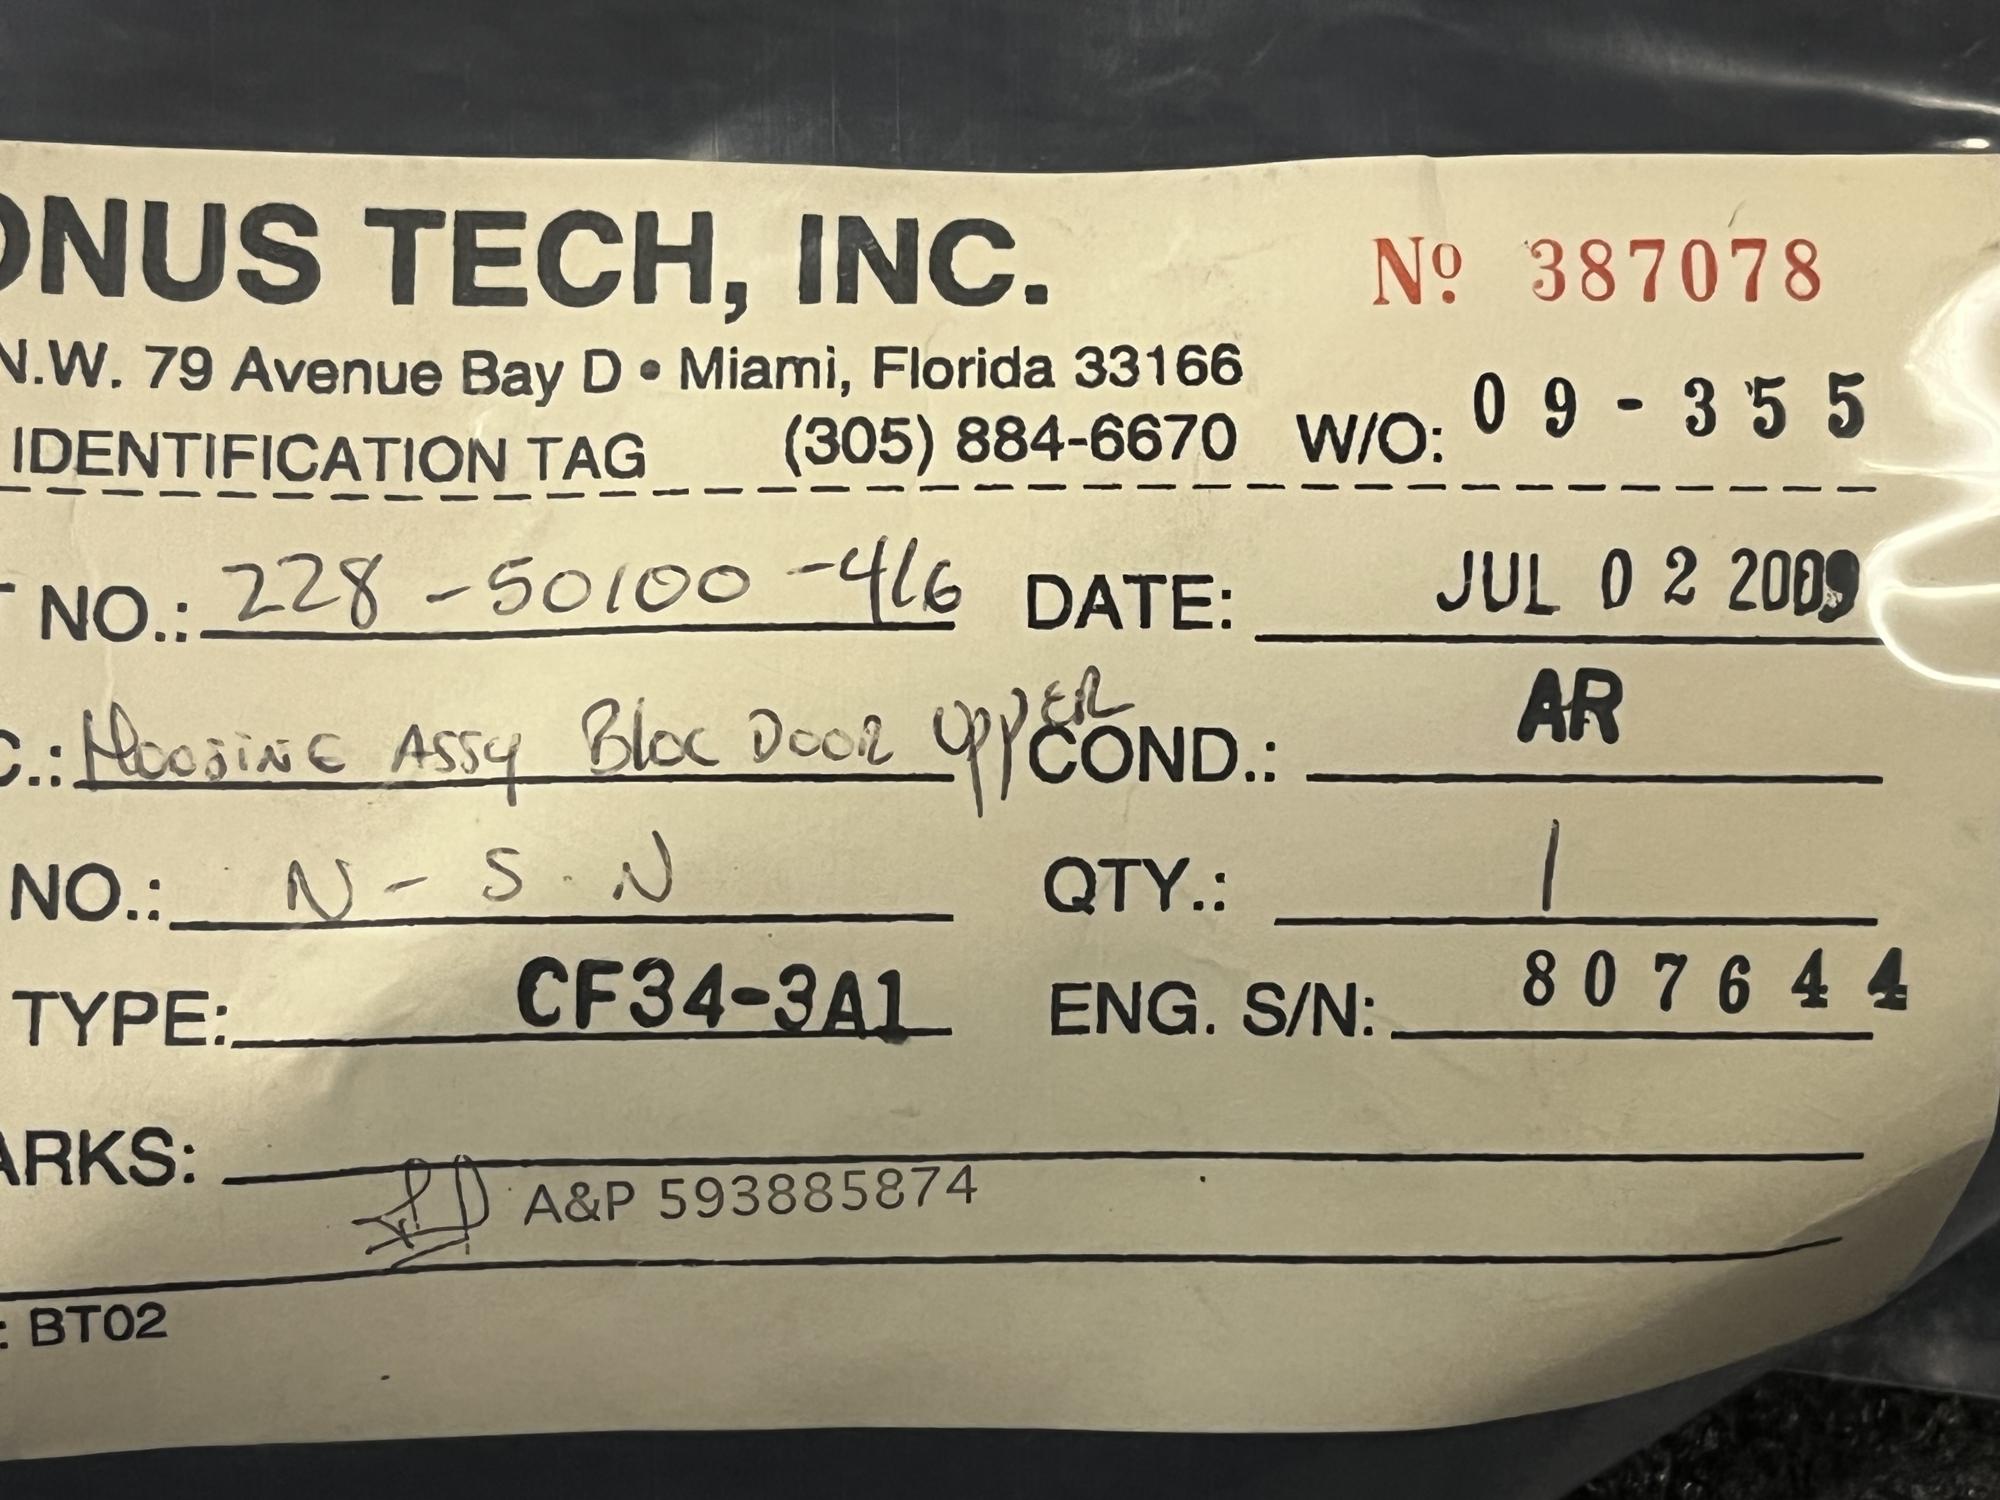 ONUS TECH, INC. Nº 387078
N.W. 79 Avenue Bay D • Miami, Florida 33166
IDENTIFICATION TAG (305) 884-6670 W/O: 09-355
NO.: 228-50100-416 DATE: JUL 02 2009
C.: Hoosing Assy Bloc Door Upper COND.: AR
NO.: N-S.N QTY.: 1
TYPE: CF34-3A1 ENG. S/N: 807644
ARKS:
A&P 593885874
: BT02